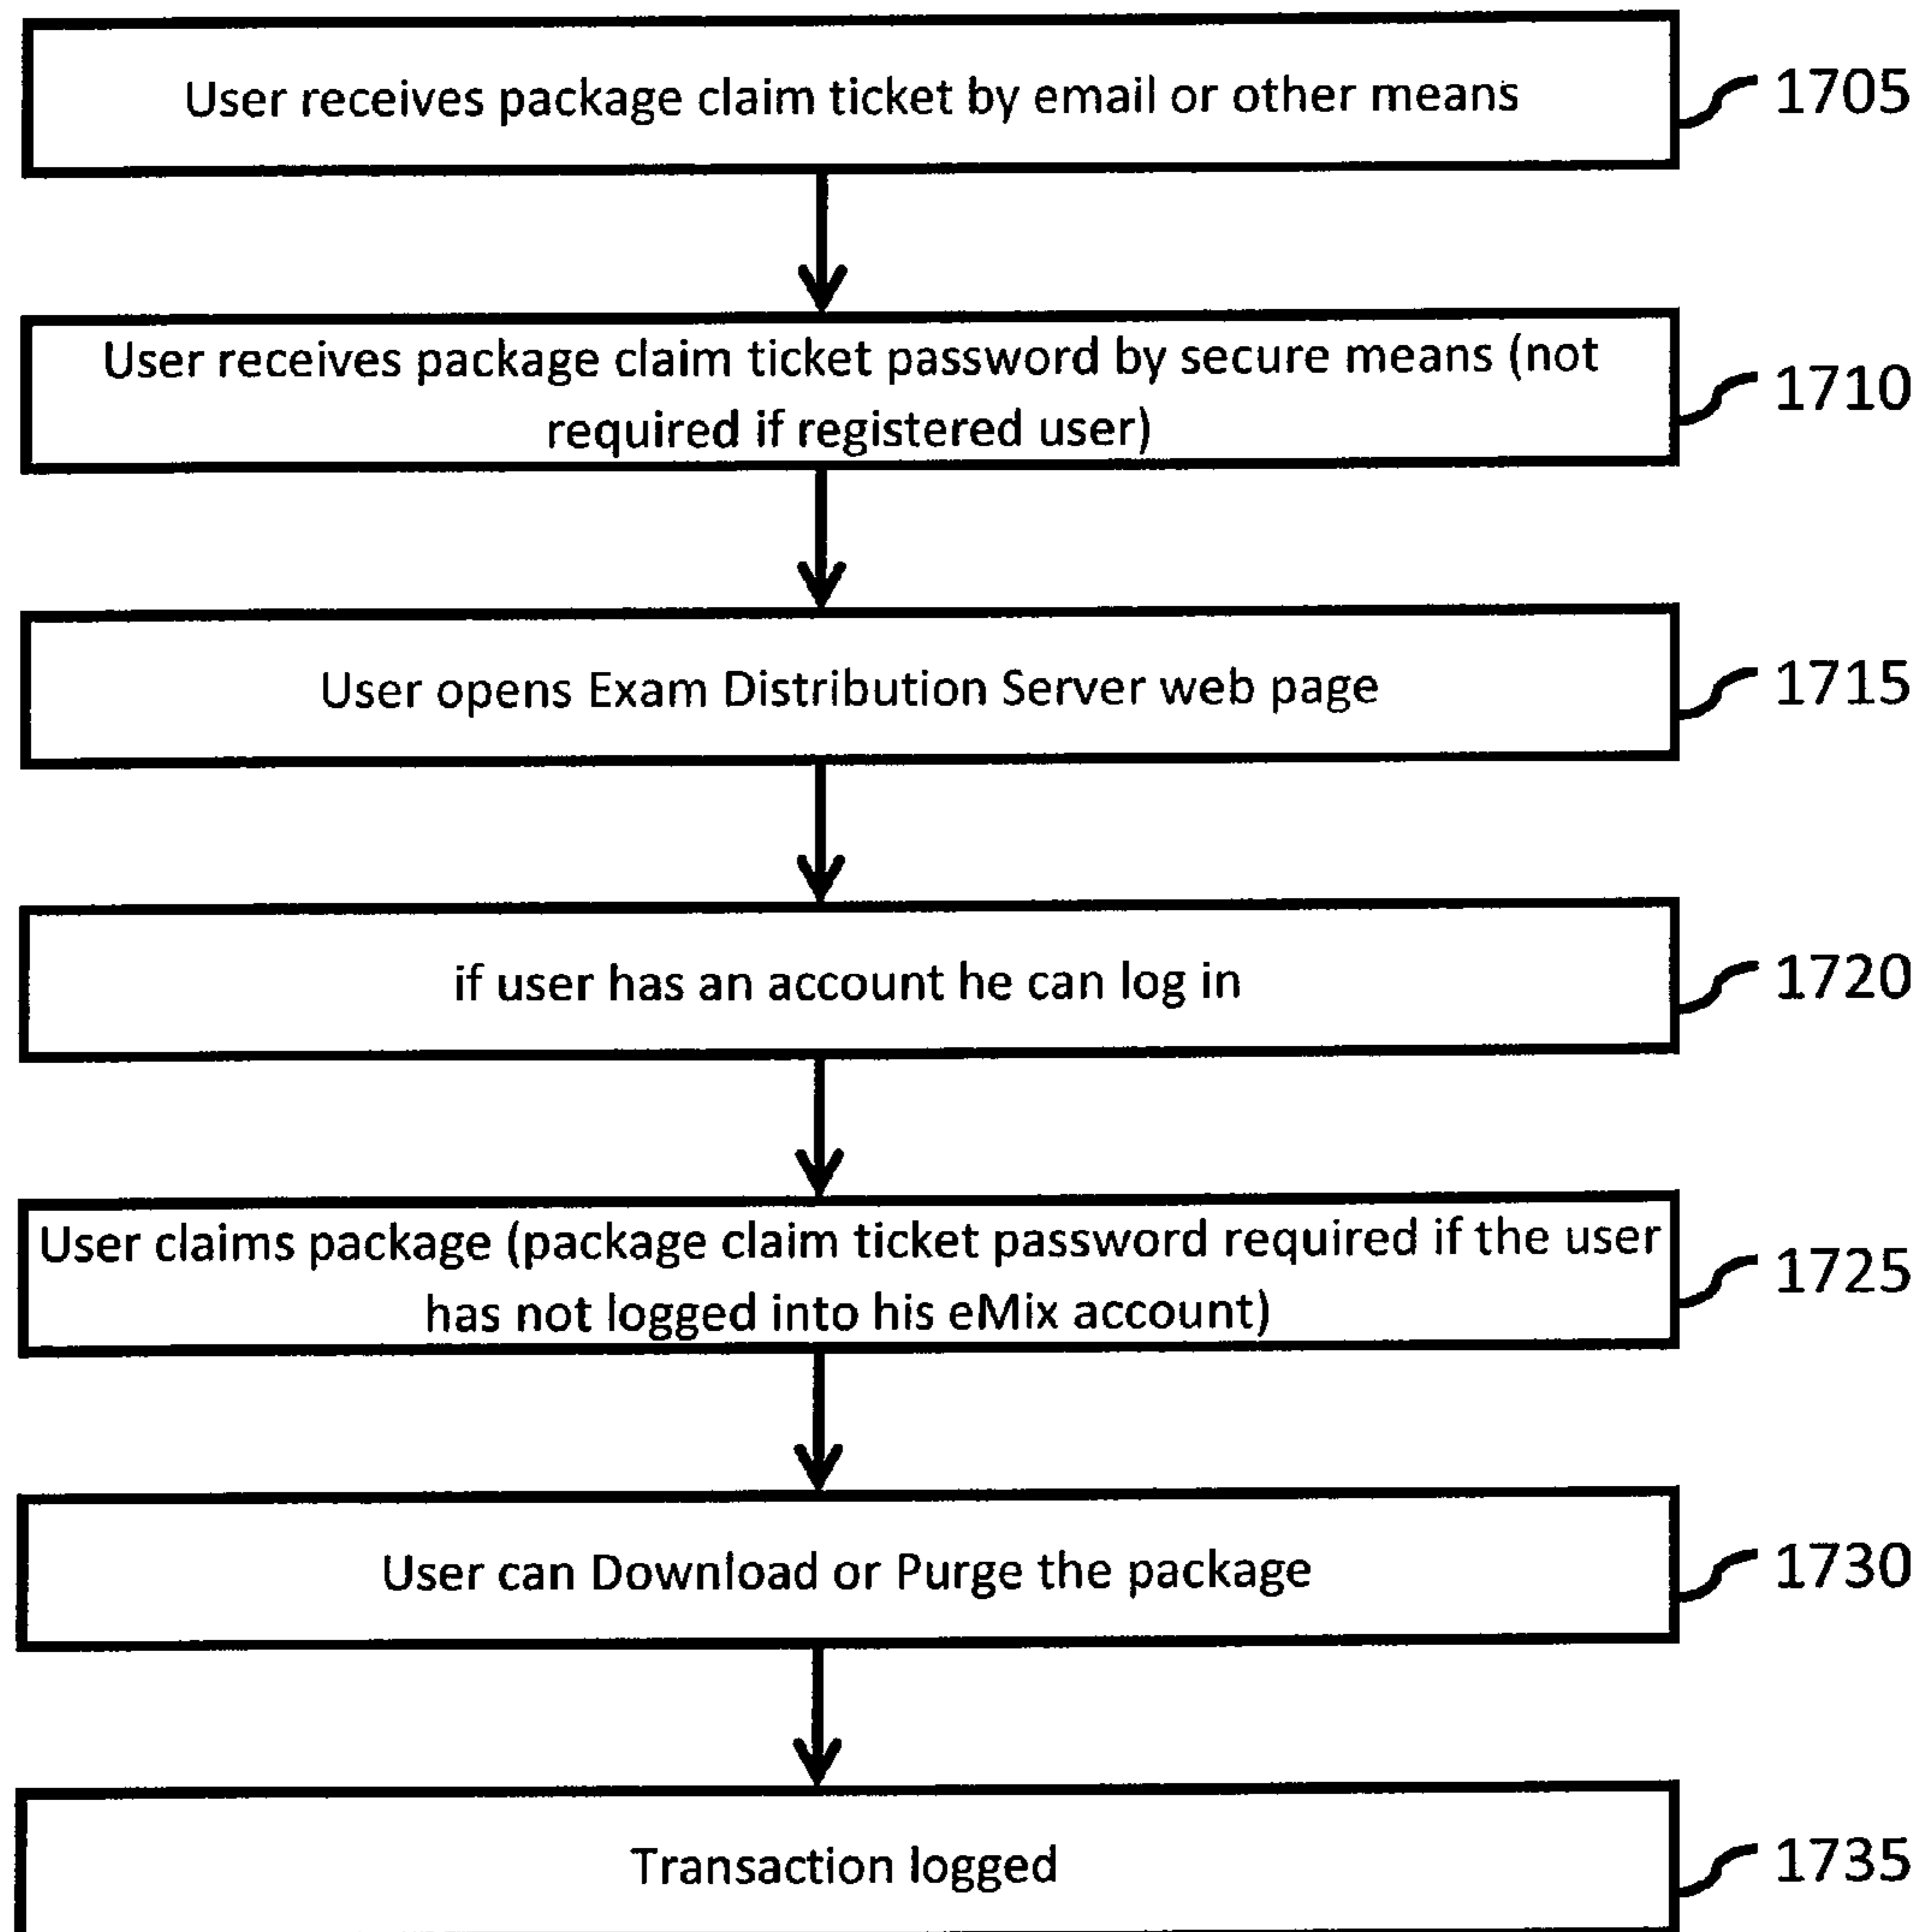 User receives package claim ticket by email or other means
1705
User receives package claim ticket password by secure means (not
required if registered user)
1710
User opens Exam Distribution Server web page
1715
if user has an account he can log in
1720
User claims package (package claim ticket password required if the user
has not logged into his eMix account)
1725
User can Download or Purge the package
1730
Transaction logged
1735